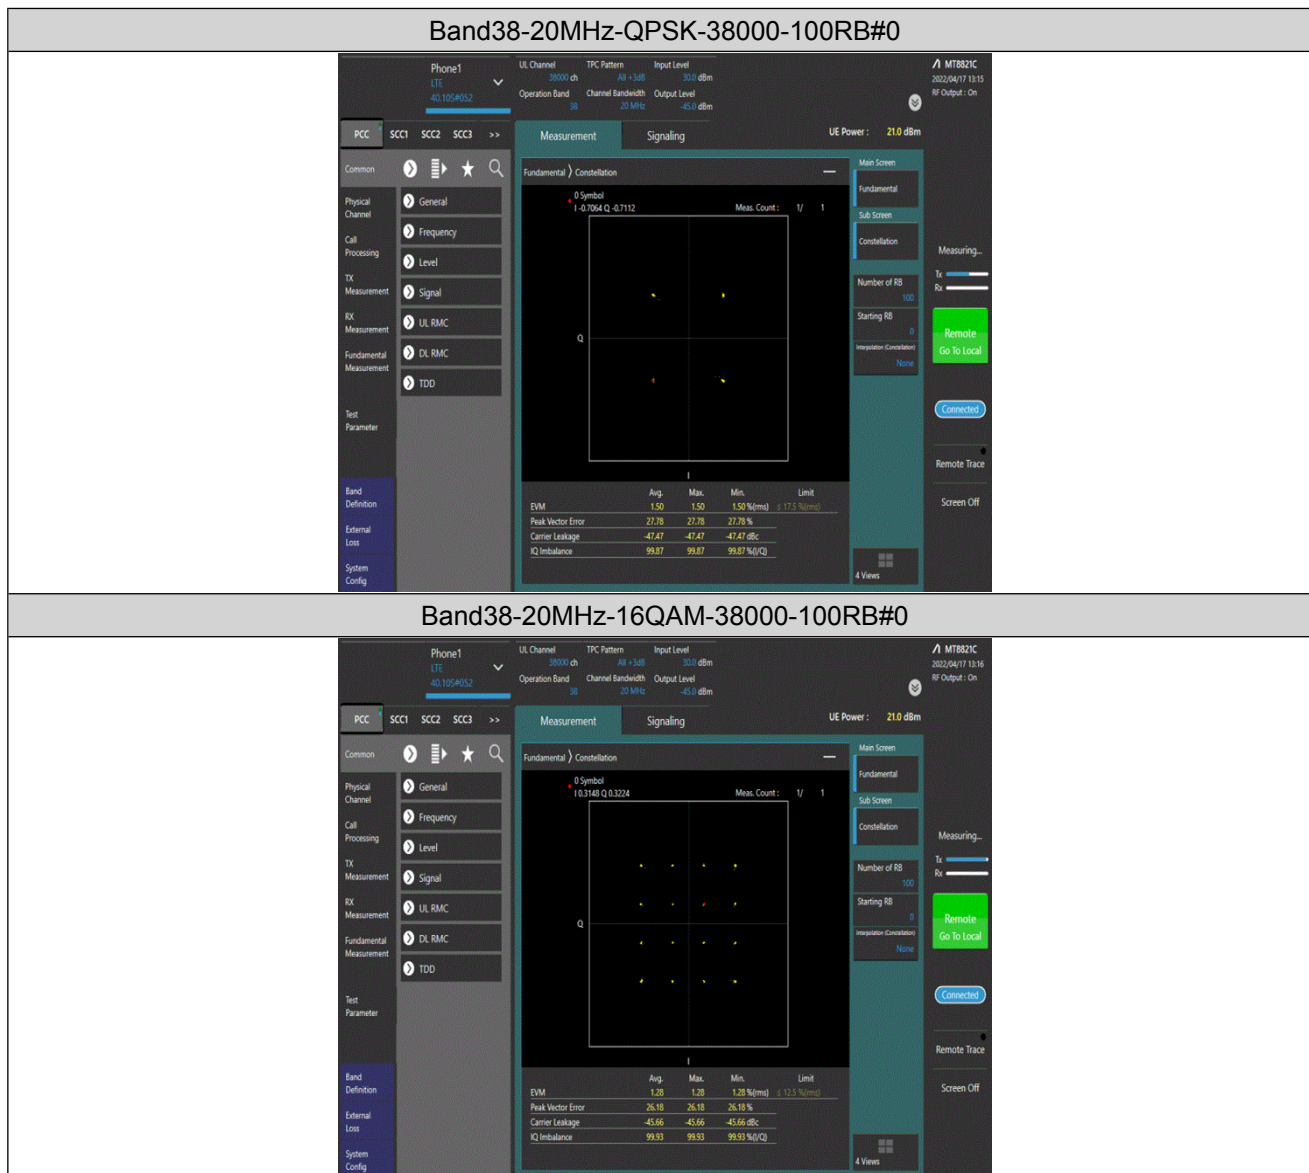 Band38-20MHz-QPSK-38000-100RB#0
Phone1
LTE
40.105#052
UL Channel TPC Pattern Input Level
38000 ch All +3dB 30.0 dBm
Operation Band Channel Bandwidth Output Level
38 20 MHz -45.0 dBm
MT8821C
2022/04/17 13:15
RF Output : On
PCC SCC1 SCC2 SCC3 >>
Measurement Signaling
UE Power : 21.0 dBm
Common
Physical
Channel
Call
Processing
TX
Measurement
RX
Measurement
Fundamental
Measurement
Test
Parameter
Band
Definition
External
Loss
System
Config
General
Frequency
Level
Signal
UL RMC
DL RMC
TDD
Fundamental 〉 Constellation
0 Symbol
I -0.7064 Q -0.7112 Meas. Count : 1/ 1
Q
I
Avg. Max. Min. Limit
EVM 1.50 1.50 1.50 %(rms) ≤ 17.5 %(rms)
Peak Vector Error 27.78 27.78 27.78 %
Carrier Leakage -47.47 -47.47 -47.47 dBc
IQ Imbalance 99.87 99.87 99.87 %(I/Q)
Main Screen
Fundamental
Sub Screen
Constellation
Number of RB
100
Starting RB
0
Interpolation (Constellation)
None
4 Views
Measuring...
Tx
Rx
Remote
Go To Local
Connected
Remote Trace
Screen Off
Band38-20MHz-16QAM-38000-100RB#0
Phone1
LTE
40.105#052
UL Channel TPC Pattern Input Level
38000 ch All +3dB 30.0 dBm
Operation Band Channel Bandwidth Output Level
38 20 MHz -45.0 dBm
MT8821C
2022/04/17 13:16
RF Output : On
PCC SCC1 SCC2 SCC3 >>
Measurement Signaling
UE Power : 21.0 dBm
Common
Physical
Channel
Call
Processing
TX
Measurement
RX
Measurement
Fundamental
Measurement
Test
Parameter
Band
Definition
External
Loss
System
Config
General
Frequency
Level
Signal
UL RMC
DL RMC
TDD
Fundamental 〉 Constellation
0 Symbol
I 0.3148 Q 0.3224 Meas. Count : 1/ 1
Q
I
Avg. Max. Min. Limit
EVM 1.28 1.28 1.28 %(rms) ≤ 12.5 %(rms)
Peak Vector Error 26.18 26.18 26.18 %
Carrier Leakage -45.66 -45.66 -45.66 dBc
IQ Imbalance 99.93 99.93 99.93 %(I/Q)
Main Screen
Fundamental
Sub Screen
Constellation
Number of RB
100
Starting RB
0
Interpolation (Constellation)
None
4 Views
Measuring...
Tx
Rx
Remote
Go To Local
Connected
Remote Trace
Screen Off